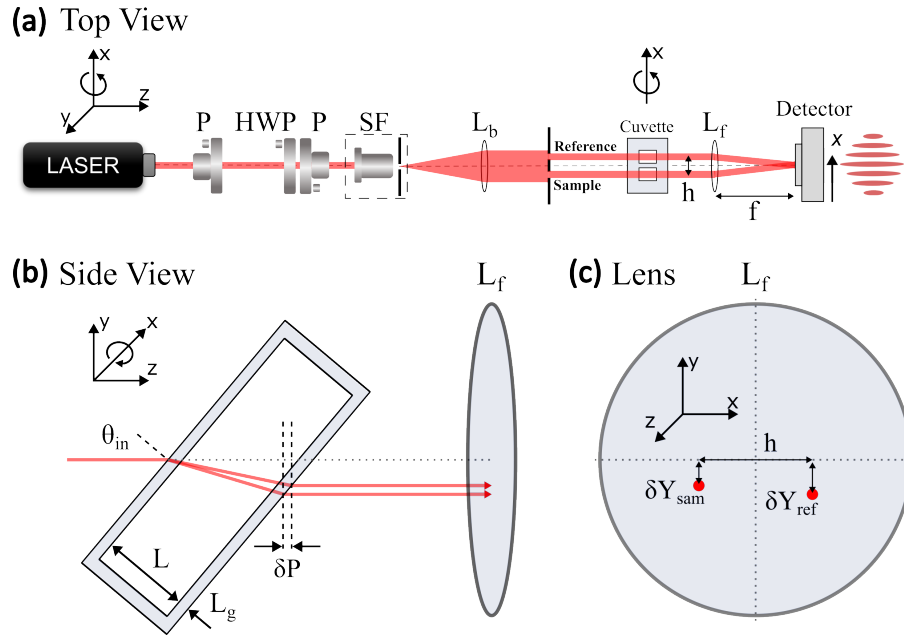 (a) Top View
x
y
z
P
HWP
P
SF
L_b
x
Cuvette
L_f
Detector
LASER
Reference
Sample
h
f
x
(b) Side View
L_f
y
x
z
θ_in
L
L_g
δP
(c) Lens
L_f
y
x
z
h
δY_sam
δY_ref